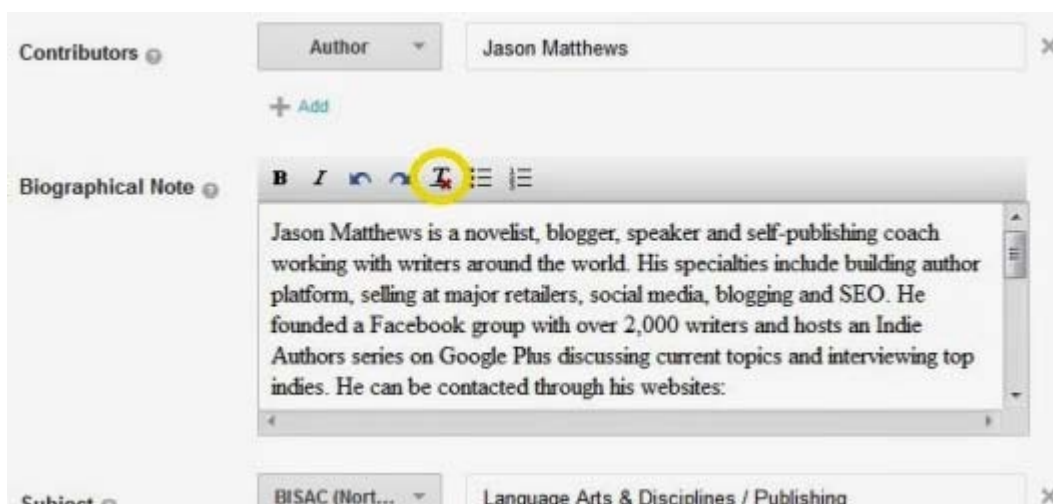 Contributors Author Jason Matthews
Add
Biographical Note B I
Jason Matthews is a novelist, blogger, speaker and self-publishing coach
working with writers around the world. His specialties include building author
platform, selling at major retailers, social media, blogging and SEO. He
founded a Facebook group with over 2,000 writers and hosts an Indie
Authors series on Google Plus discussing current topics and interviewing top
indies. He can be contacted through his websites:
Subject BISAC (Nort... Language Arts & Disciplines / Publishing